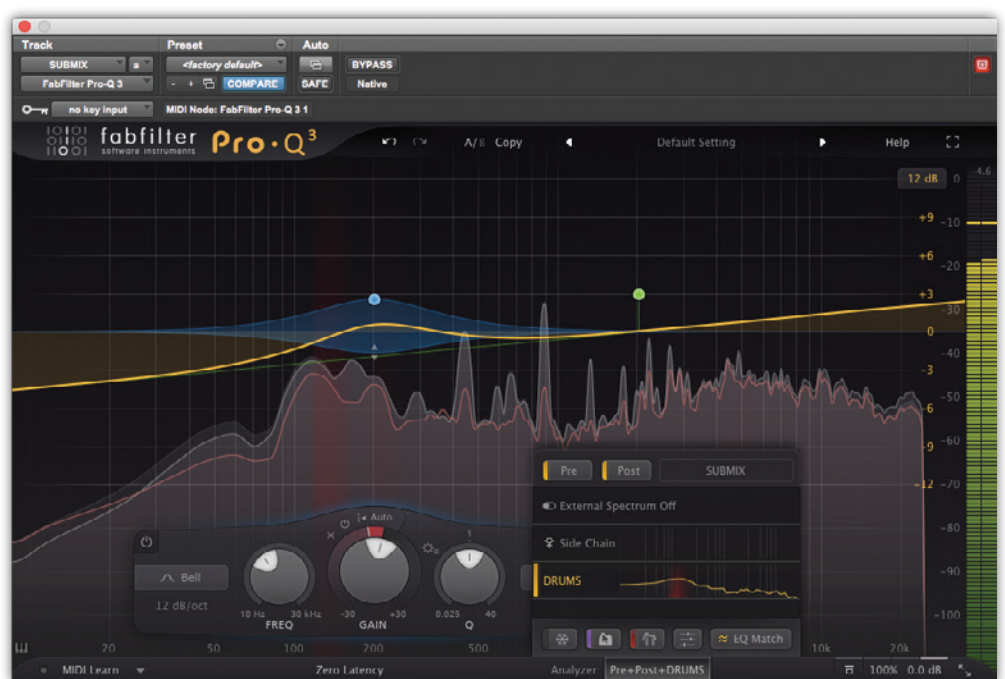 Track Preset Auto
SUBMIX a <factory default> BYPASS
FabFilter Pro-Q 3 - + COMPARE SAFE Native
no key input MIDI Node: FabFilter Pro-Q 3 1
fabfilter Pro·Q3 A/B Copy Default Setting Help
software instruments
12 dB 0 4.6
+9 -10
+6 -20
+3 -30
0
-40
-3
-50
-6
-9 -60
Pre Post SUBMIX
-12 -70
External Spectrum Off
Auto 1
-80
Side Chain
Bell DRUMS
-90
12 dB/oct
10 Hz 30 kHz -30 +30 0.025 40
-100
FREQ GAIN Q
EQ Match
20 50 100 200 500 10k 20k
MIDI Learn Zero Latency Analyzer: Pre+Post+DRUMS 100% 0.0 dB